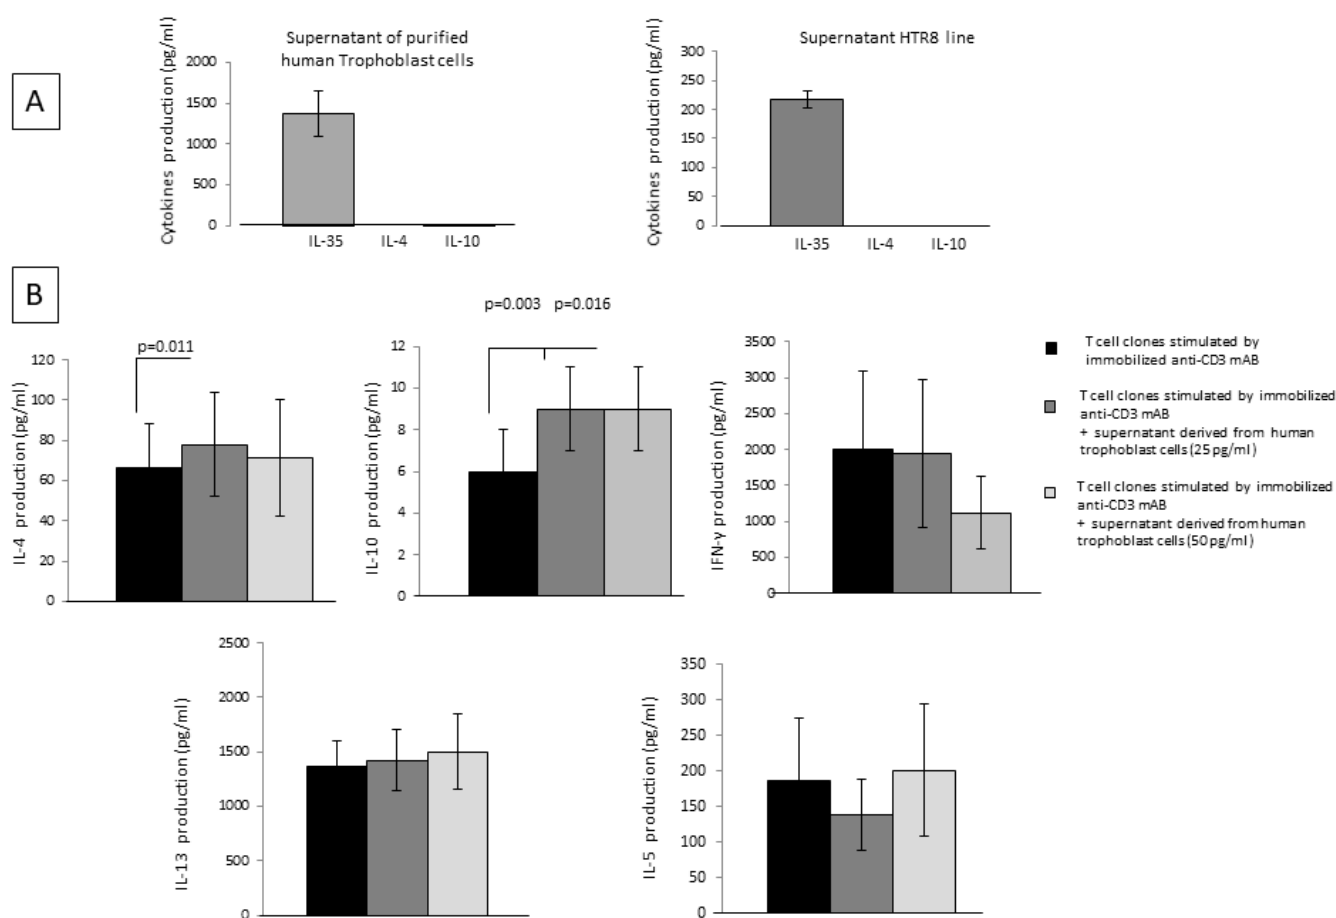 A
Supernatant of purified
human Trophoblast cells
Cytokines production (pg/ml)
2000
1500
1000
500
0
IL-35 IL-4 IL-10
Supernatant HTR8 line
Cytokines production (pg/ml)
300
250
200
150
100
50
0
IL-35 IL-4 IL-10
B
p=0.011
IL-4 production (pg/ml)
120
100
80
60
40
20
0
p=0.003 p=0.016
IL-10 production (pg/ml)
12
10
8
6
4
2
0
IFN-γ production (pg/ml)
3500
3000
2500
2000
1500
1000
500
0
T cell clones stimulated by
immobilized anti-CD3 mAB
T cell clones stimulated by immobilized
anti-CD3 mAB
+ supernatant derived from human
trophoblast cells (25 pg/ml)
T cell clones stimulated by immobilized
anti-CD3 mAB
+ supernatant derived from human
trophoblast cells (50 pg/ml)
IL-13 production (pg/ml)
2500
2000
1500
1000
500
0
IL-5 production (pg/ml)
350
300
250
200
150
100
50
0